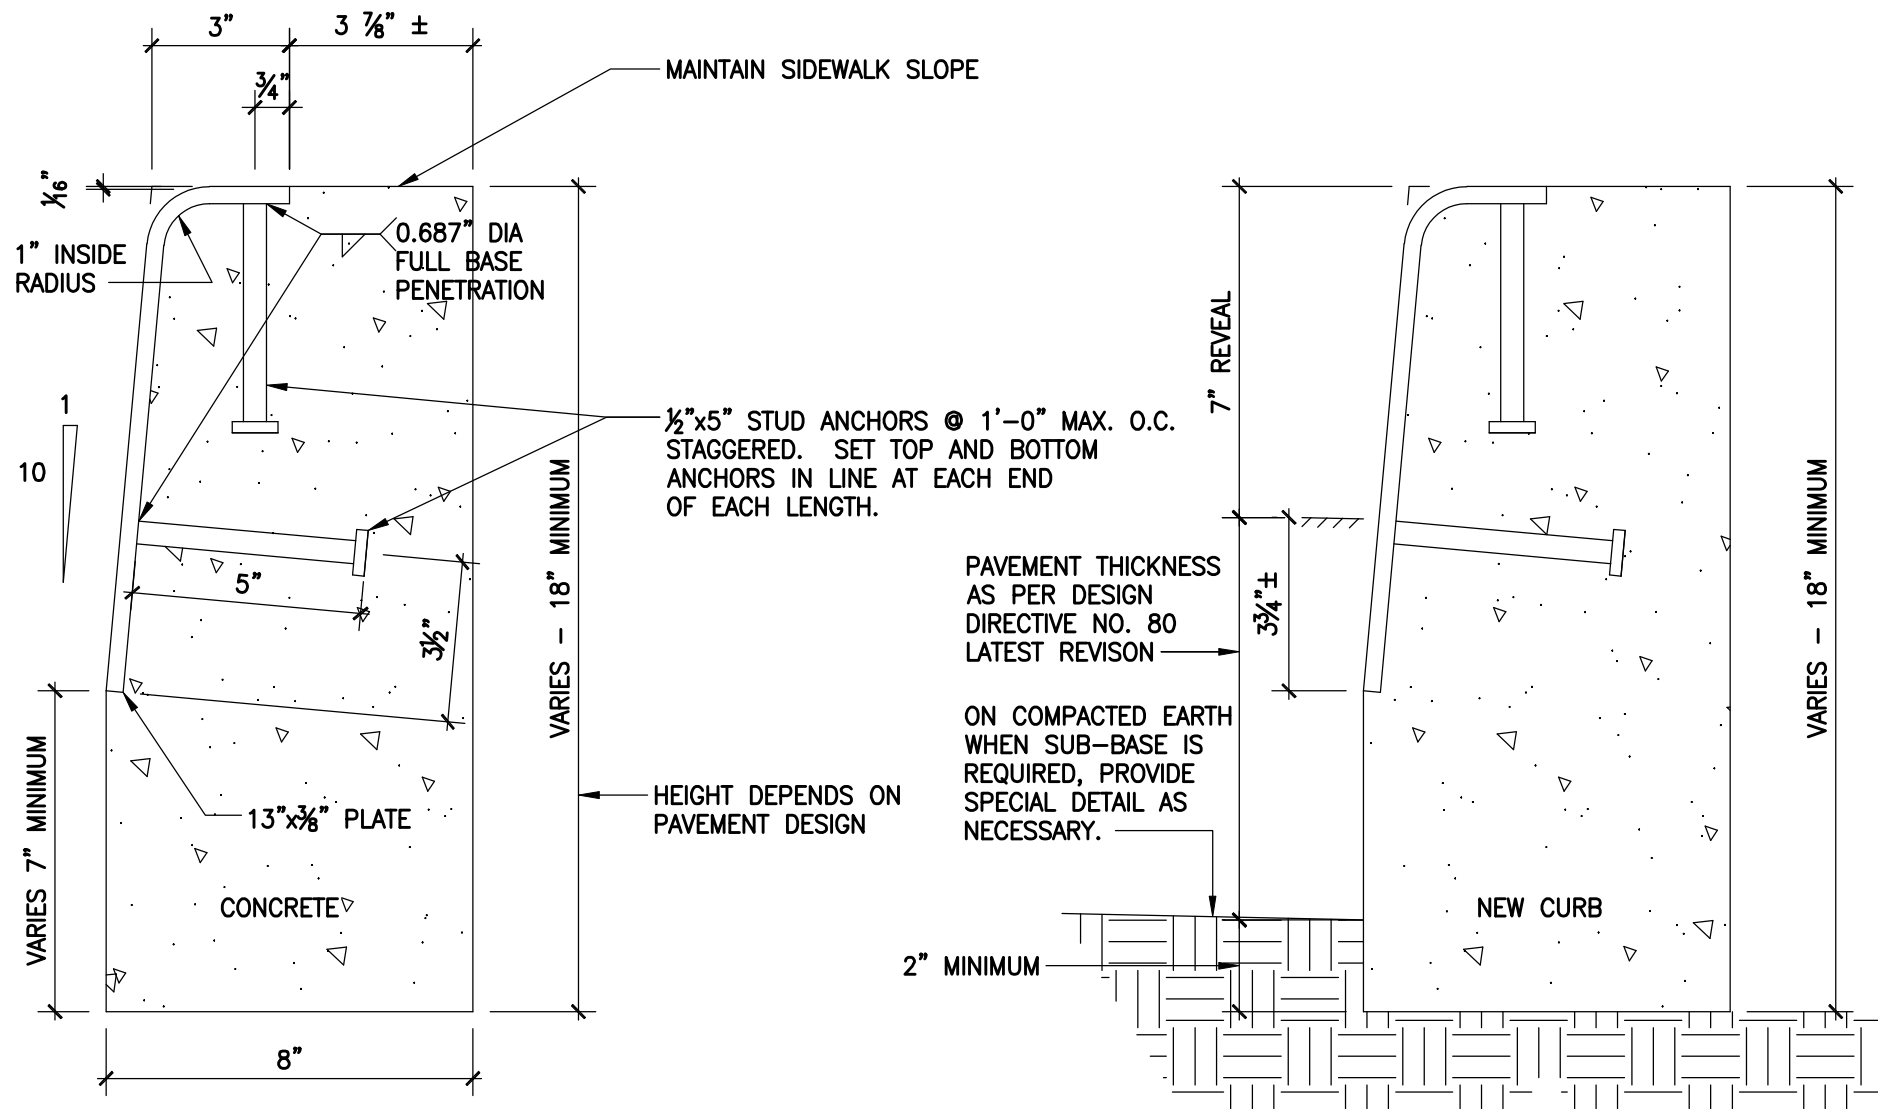 3"
3 ⅞" ±
¾"
MAINTAIN SIDEWALK SLOPE
1/16"
1" INSIDE
RADIUS
0.687" DIA
FULL BASE
PENETRATION
1
10
½"x5" STUD ANCHORS @ 1'-0" MAX. O.C.
STAGGERED. SET TOP AND BOTTOM
ANCHORS IN LINE AT EACH END
OF EACH LENGTH.
5"
3½"
VARIES - 18" MINIMUM
VARIES 7" MINIMUM
13"x⅜" PLATE
HEIGHT DEPENDS ON
PAVEMENT DESIGN
CONCRETE
8"
7" REVEAL
PAVEMENT THICKNESS
AS PER DESIGN
DIRECTIVE NO. 80
LATEST REVISON
3¾"±
ON COMPACTED EARTH
WHEN SUB-BASE IS
REQUIRED, PROVIDE
SPECIAL DETAIL AS
NECESSARY.
2" MINIMUM
NEW CURB
VARIES - 18" MINIMUM